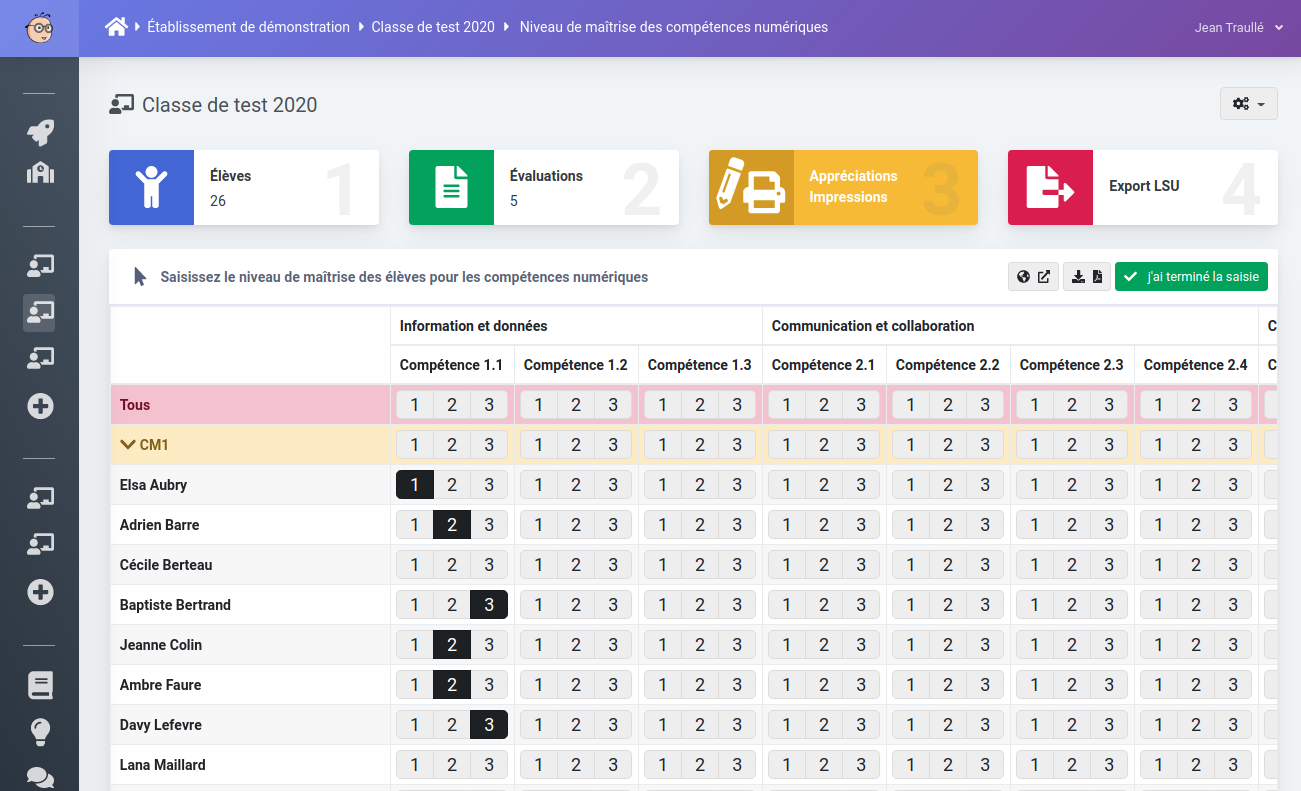 Établissement de démonstration Classe de test 2020 Niveau de maîtrise des compétences numériques Jean Traullé
Classe de test 2020
Élèves
26
1
Évaluations
5
2
Appréciations
Impressions
3
Export LSU
4
Saisissez le niveau de maîtrise des élèves pour les compétences numériques j'ai terminé la saisie
Information et données Communication et collaboration C
Compétence 1.1 Compétence 1.2 Compétence 1.3 Compétence 2.1 Compétence 2.2 Compétence 2.3 Compétence 2.4 C
Tous 1 2 3 1 2 3 1 2 3 1 2 3 1 2 3 1 2 3 1 2 3
CM1 1 2 3 1 2 3 1 2 3 1 2 3 1 2 3 1 2 3 1 2 3
Elsa Aubry 1 2 3 1 2 3 1 2 3 1 2 3 1 2 3 1 2 3 1 2 3
Adrien Barre 1 2 3 1 2 3 1 2 3 1 2 3 1 2 3 1 2 3 1 2 3
Cécile Berteau 1 2 3 1 2 3 1 2 3 1 2 3 1 2 3 1 2 3 1 2 3
Baptiste Bertrand 1 2 3 1 2 3 1 2 3 1 2 3 1 2 3 1 2 3 1 2 3
Jeanne Colin 1 2 3 1 2 3 1 2 3 1 2 3 1 2 3 1 2 3 1 2 3
Ambre Faure 1 2 3 1 2 3 1 2 3 1 2 3 1 2 3 1 2 3 1 2 3
Davy Lefevre 1 2 3 1 2 3 1 2 3 1 2 3 1 2 3 1 2 3 1 2 3
Lana Maillard 1 2 3 1 2 3 1 2 3 1 2 3 1 2 3 1 2 3 1 2 3